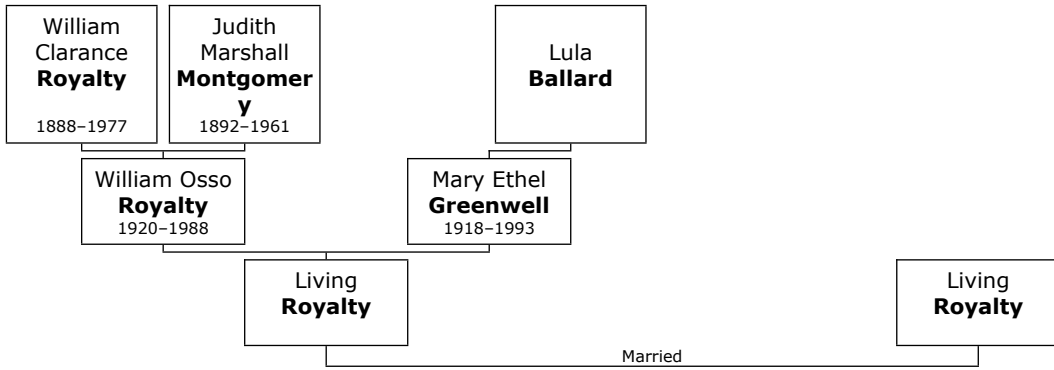 William
Clarance
Royalty
1888–1977
Judith
Marshall
Montgomer
y
1892–1961
Lula
Ballard
William Osso
Royalty
1920–1988
Mary Ethel
Greenwell
1918–1993
Living
Royalty
Living
Royalty
Married